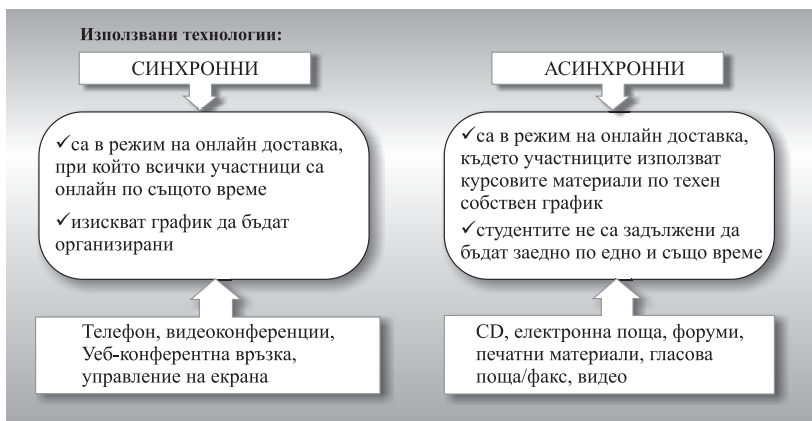 Използвани технологии:
СИНХРОННИ
✓са в режим на онлайн доставка,
при който всички участници са
онлайн по същото време
✓изискват график да бъдат
организирани
Телефон, видеоконференции,
Уеб-конферентна връзка,
управление на екрана
АСИНХРОННИ
✓са в режим на онлайн доставка,
където участниците използват
курсовите материали по техен
собствен график
✓студентите не са задължени да
бъдат заедно по едно и също време
CD, електронна поща, форуми,
печатни материали, гласова
поща/факс, видео